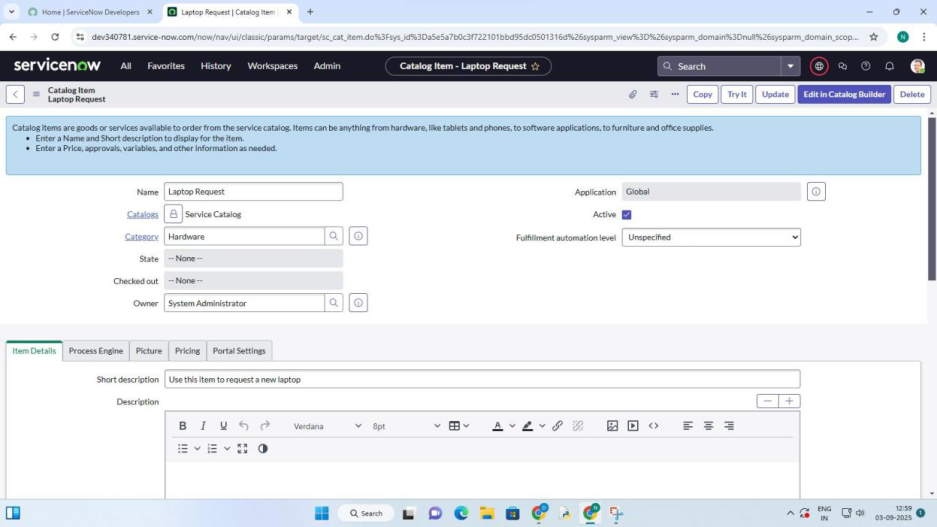 Home | ServiceNow Developers
Laptop Request | Catalog Item |
dev340781.service-now.com/now/nav/ui/classic/params/target/sc_cat_item.do%3Fsys_id%3Da5e5a7b0c3f722101bbd95dc0501316d%26sysparm_view%3D%26sysparm_domain%3Dnull%26sysparm_domain_scop...
N
servicenow
All Favorites History Workspaces Admin
Catalog Item - Laptop Request
Search
Catalog Item
Laptop Request
Copy Try It Update Edit in Catalog Builder Delete
Catalog Items are goods or services available to order from the service catalog. Items can be anything from hardware, like tablets and phones, to software applications, to furniture and office supplies.
• Enter a Name and Short description to display for the item.
• Enter a Price, approvals, variables, and other information as needed.
Name Laptop Request Application Global
Catalogs Service Catalog Active
Category Hardware Fulfillment automation level Unspecified
State -- None --
Checked out -- None --
Owner System Administrator
Item Details Process Engine Picture Pricing Portal Settings
Short description Use this item to request a new laptop
Description
B I U Verdana 8pt A
Search
ENG
IN
12:59
03-09-2025
1